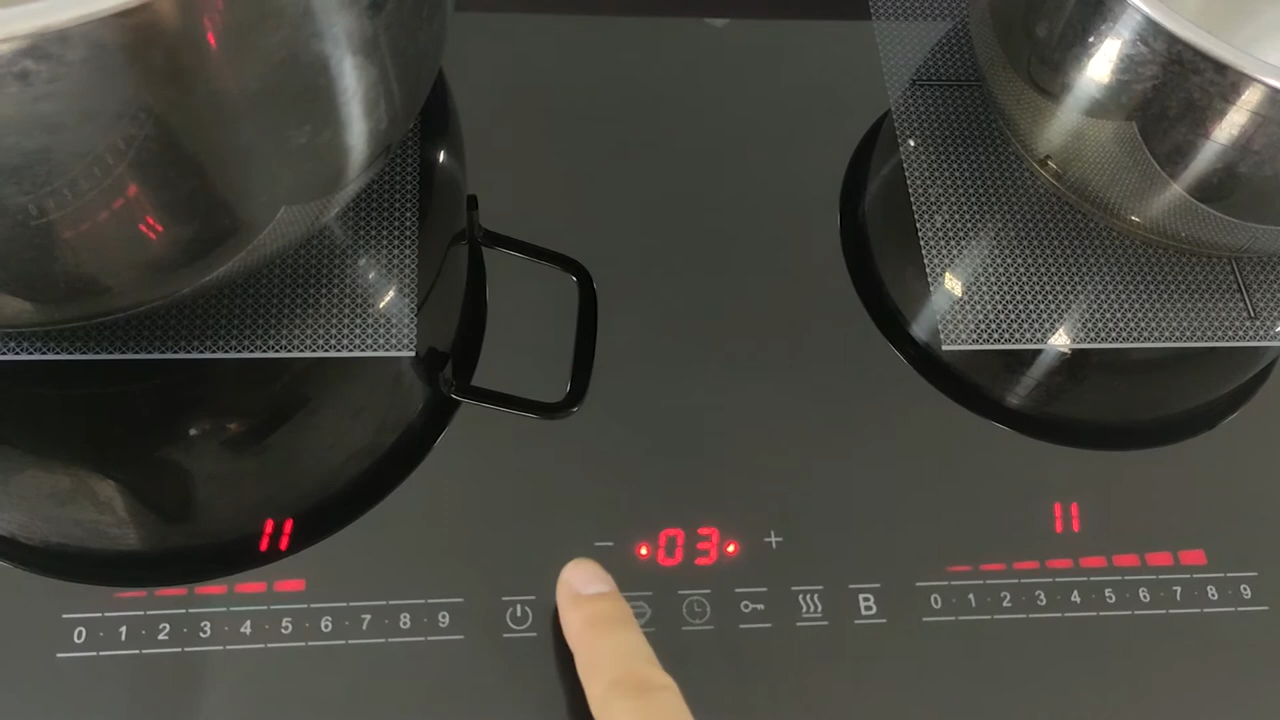 11
11
− 03 +
0 · 1 · 2 · 3 · 4 · 5 · 6 · 7 · 8 · 9
B
0 · 1 · 2 · 3 · 4 · 5 · 6 · 7 · 8 · 9